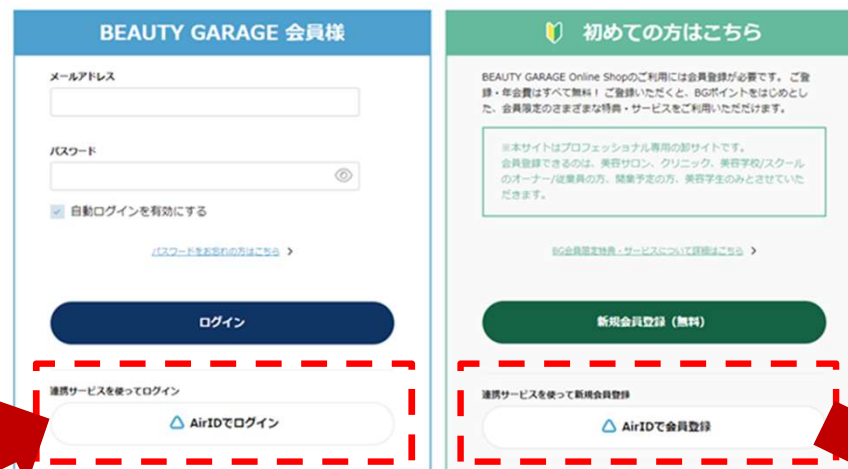 BEAUTY GARAGE 会員様
メールアドレス
パスワード
自動ログインを有効にする
パスワードをお忘れの方はこちら
ログイン
連携サービスを使ってログイン
AirIDでログイン
初めての方はこちら
BEAUTY GARAGE Online Shopのご利用には会員登録が必要です。 ご登
録・年会費はすべて無料！ ご登録いただくと、BGポイントをはじめとし
た、会員限定のさまざまな特典・サービスをご利用いただだけます。
※本サイトはプロフェッショナル専用の卸サイトです。
会員登録できるのは、美容サロン、クリニック、美容学校/スクール
のオーナー/従業員の方、開業予定の方、美容学生のみとさせていた
だきます。
BG会員限定特典・サービスについて詳細はこちら
新規会員登録（無料）
連携サービスを使って新規会員登録
AirIDで会員登録